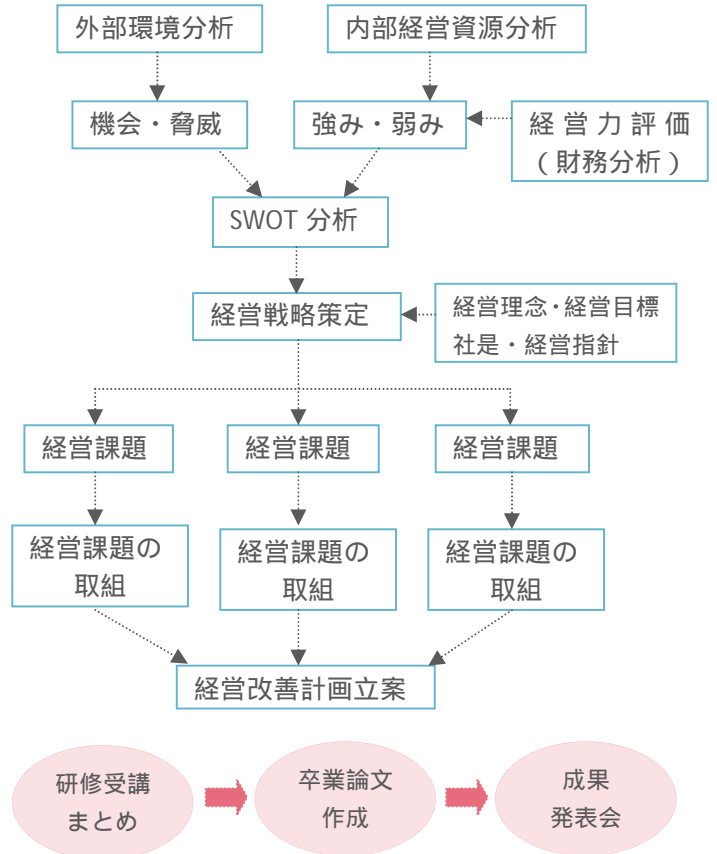 外部環境分析
内部経営資源分析
機会・脅威
強み・弱み
経営力評価
(財務分析)
SWOT 分析
経営戦略策定
経営理念・経営目標
社是・経営指針
経営課題
経営課題
経営課題
経営課題の
取組
経営課題の
取組
経営課題の
取組
経営改善計画立案
研修受講
まとめ
卒業論文
作成
成果
発表会